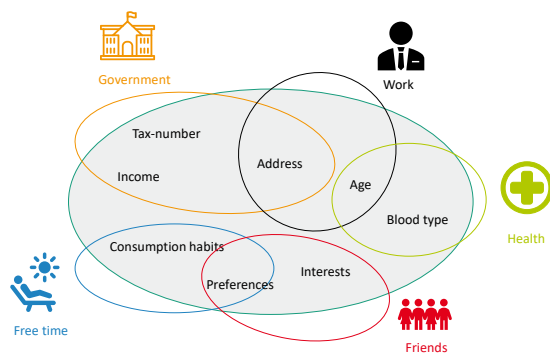 Government
Work
Tax-number
Address
Income
Age
Blood type
Health
Consumption habits
Interests
Preferences
Free time
Friends